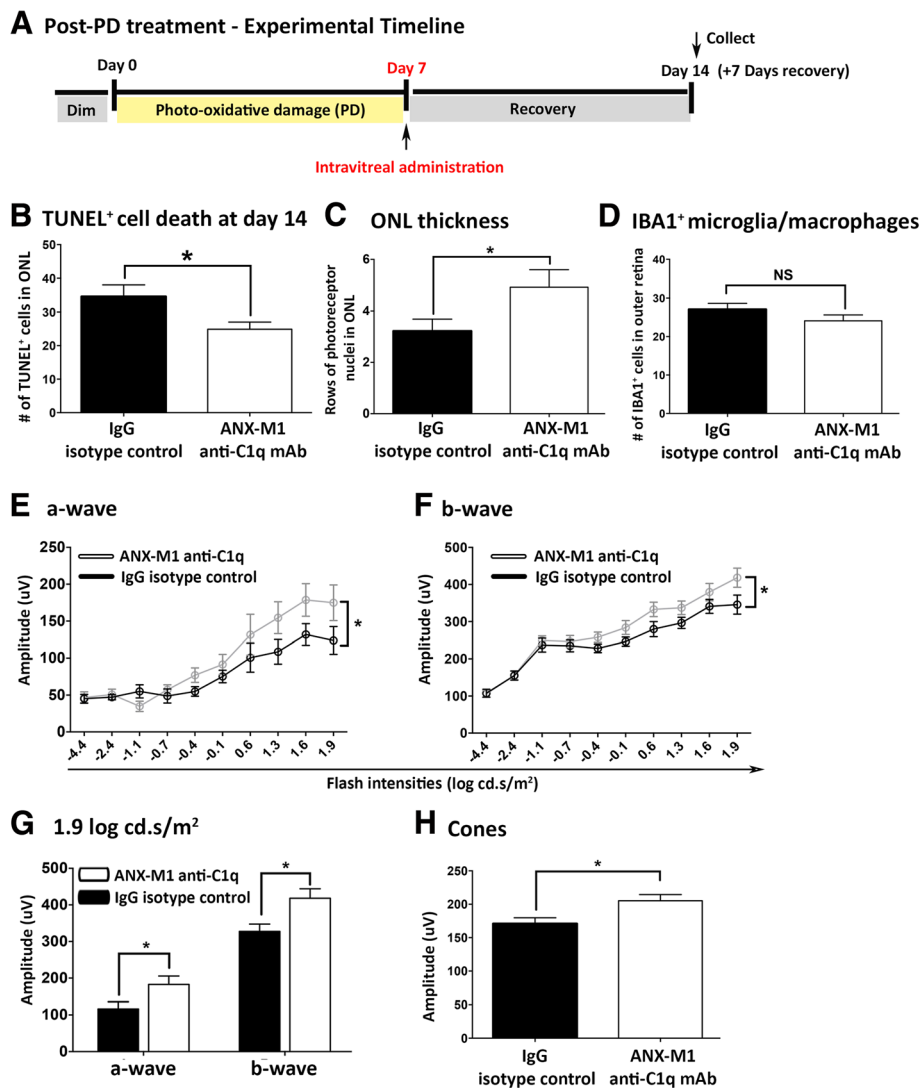 A Post-PD treatment - Experimental Timeline
Collect
Day 0
Day 7
Day 14 (+7 Days recovery)
Dim
Photo-oxidative damage (PD)
Recovery
Intravitreal administration
B TUNEL+ cell death at day 14
# of TUNEL+ cells in ONL
60
50
40
30
20
10
0
*
IgG
isotype control
ANX-M1
anti-C1q mAb
C ONL thickness
Rows of photoreceptor
nuclei in ONL
6
4
2
0
*
IgG
isotype control
ANX-M1
anti-C1q mAb
D IBA1+ microglia/macrophages
# of IBA1+ cells in outer retina
40
30
20
10
0
NS
IgG
isotype control
ANX-M1
anti-C1q mAb
E a-wave
Amplitude (uV)
250
200
150
100
50
0
ANX-M1 anti-C1q
IgG isotype control
*
-4.4
-2.4
-1.1
-0.7
-0.4
-0.1
0.6
1.3
1.6
1.9
F b-wave
Amplitude (uV)
500
400
300
200
100
0
ANX-M1 anti-C1q
IgG isotype control
*
-4.4
-2.4
-1.1
-0.7
-0.4
-0.1
0.6
1.3
1.6
1.9
Flash intensities (log cd.s/m²)
G 1.9 log cd.s/m²
Amplitude (uV)
500
400
300
200
100
0
ANX-M1 anti-C1q
IgG isotype control
*
*
a-wave
b-wave
H Cones
Amplitude (uV)
250
200
150
100
50
0
*
IgG
isotype control
ANX-M1
anti-C1q mAb